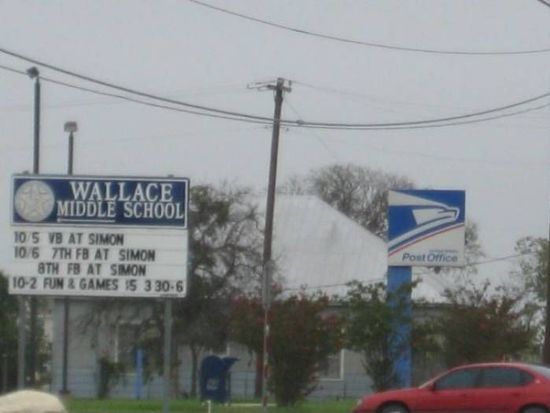 WALLACE
MIDDLE SCHOOL
10/5 VB AT SIMON
10/6 7TH FB AT SIMON
8TH FB AT SIMON
10-2 FUN & GAMES $5 3:30-6
Post Office